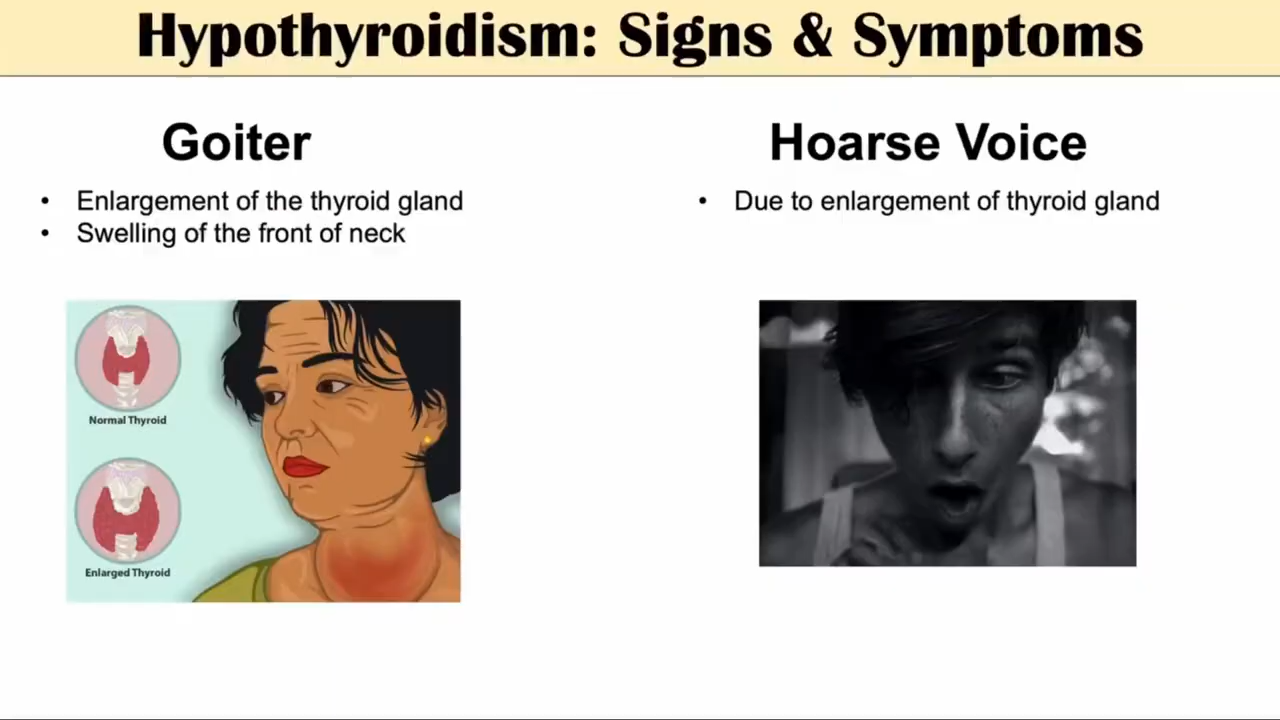 Hypothyroidism: Signs & Symptoms
Goiter
• Enlargement of the thyroid gland
• Swelling of the front of neck
Normal Thyroid
Enlarged Thyroid
Hoarse Voice
• Due to enlargement of thyroid gland